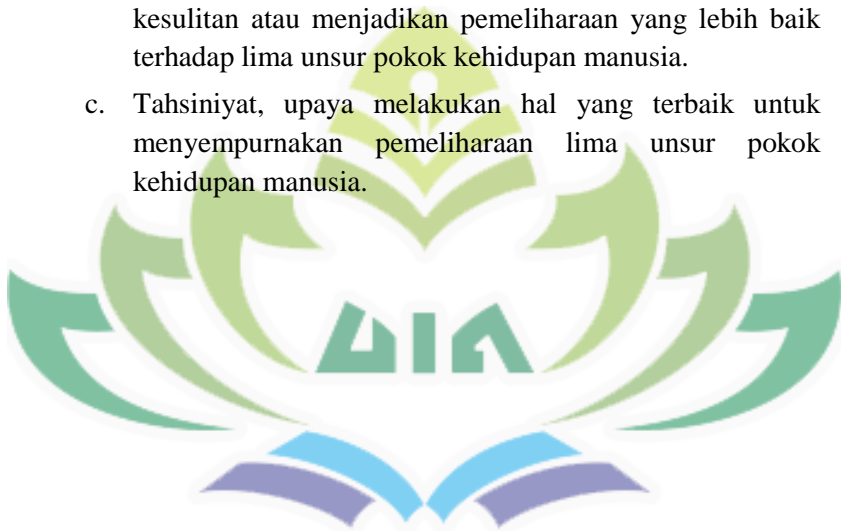 kesulitan atau menjadikan pemeliharaan yang lebih baik
terhadap lima unsur pokok kehidupan manusia.
c. Tahsiniyat, upaya melakukan hal yang terbaik untuk
menyempurnakan pemeliharaan lima unsur pokok
kehidupan manusia.
UIN